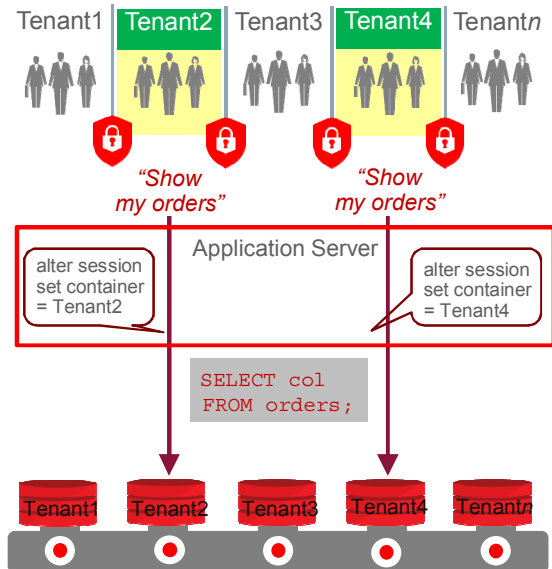 Tenant1
Tenant2
Tenant3
Tenant4
Tenantn
“Show
my orders”
“Show
my orders”
Application Server
alter session
set container
= Tenant2
alter session
set container
= Tenant4
SELECT col
FROM orders;
Tenant1
Tenant2
Tenant3
Tenant4
Tenantn